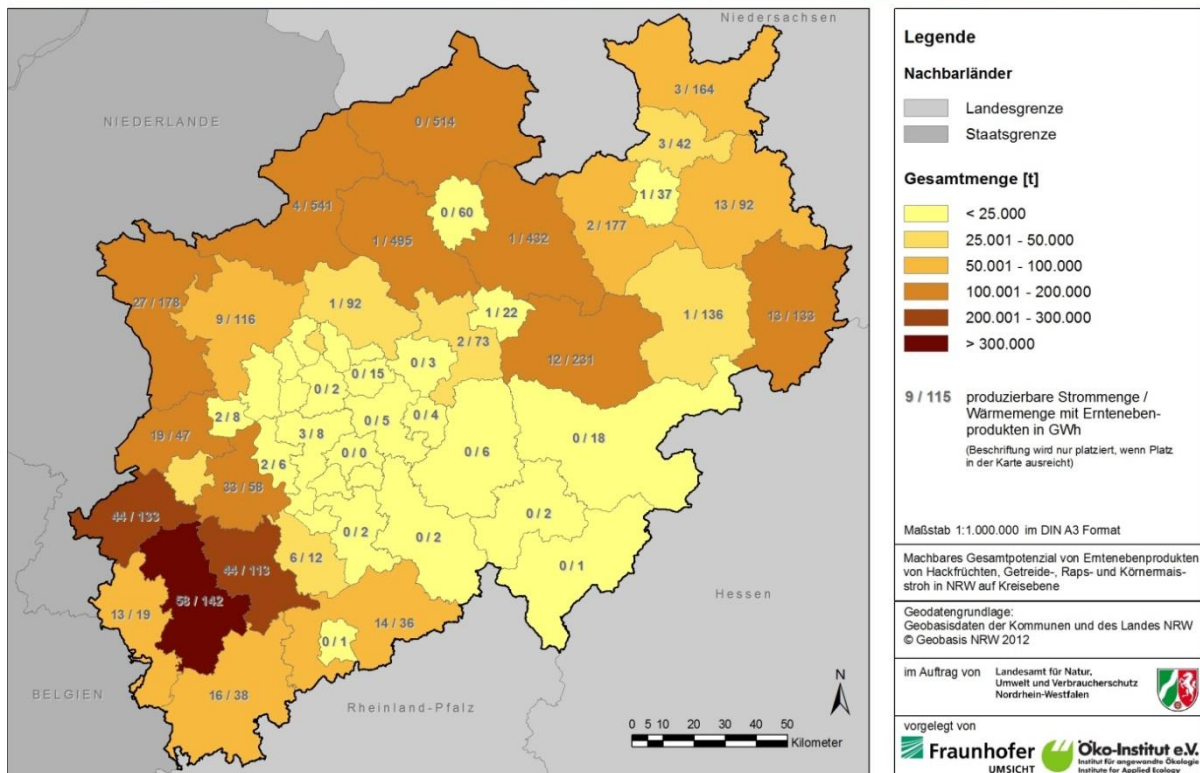 Niedersachsen
NIEDERLANDE
3 / 164
0 / 514
3 / 42
1 / 37
4 / 541
0 / 60
13 / 92
2 / 177
1 / 495
1 / 432
27 / 178
1 / 92
9 / 116
1 / 22
1 / 136
13 / 133
2 / 73
12 / 231
0 / 3
0 / 15
0 / 2
2 / 8
0 / 5
0 / 4
0 / 18
19 / 47
3 / 8
0 / 6
0 / 0
2 / 6
33 / 58
44 / 133
0 / 2
0 / 2
0 / 2
6 / 12
44 / 113
0 / 1
58 / 142
13 / 19
14 / 36
0 / 1
16 / 38
Hessen
BELGIEN
Rheinland-Pfalz
N
0 5 10 20 30 40 50
Kilometer
Legende
Nachbarländer
Landesgrenze
Staatsgrenze
Gesamtmenge [t]
< 25.000
25.001 - 50.000
50.001 - 100.000
100.001 - 200.000
200.001 - 300.000
> 300.000
9 / 115 produzierbare Strommenge /
Wärmemenge mit Ernteneben-
produkten in GWh
(Beschriftung wird nur platziert, wenn Platz
in der Karte ausreicht)
Maßstab 1:1.000.000 im DIN A3 Format
Machbares Gesamtpotenzial von Erntenebenprodukten
von Hackfrüchten, Getreide-, Raps- und Körnermais-
stroh in NRW auf Kreisebene
Geodatengrundlage:
Geobasisdaten der Kommunen und des Landes NRW
© Geobasis NRW 2012
im Auftrag von Landesamt für Natur,
Umwelt und Verbraucherschutz
Nordrhein-Westfalen
vorgelegt von
Fraunhofer
UMSICHT
Öko-Institut e.V.
Institut für angewandte Ökologie
Institute for Applied Ecology